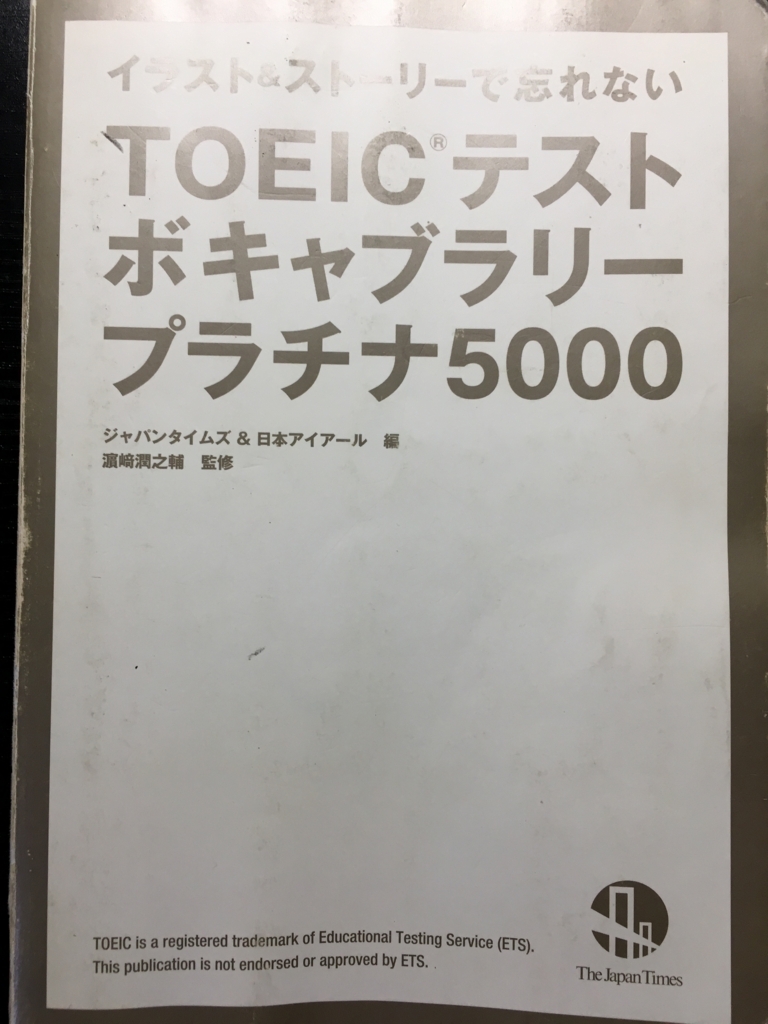 イラスト&ストーリーで忘れない
TOEIC®テスト
ボキャブラリー
プラチナ5000
ジャパンタイムズ & 日本アイアール 編
濵﨑潤之輔 監修
TOEIC is a registered trademark of Educational Testing Service (ETS).
This publication is not endorsed or approved by ETS.
The Japan Times